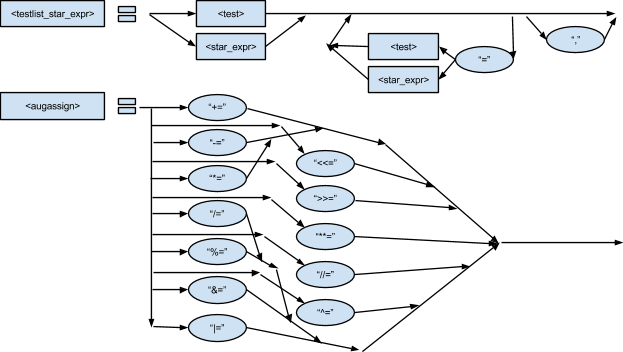 <testlist_star_expr> <test>
<star_expr> <test> "=" ","
<star_expr>
<augassign> "+="
"-="
"<<="
"*="
">>="
"/="
"**="
"%="
"//="
"&="
"^="
"|="